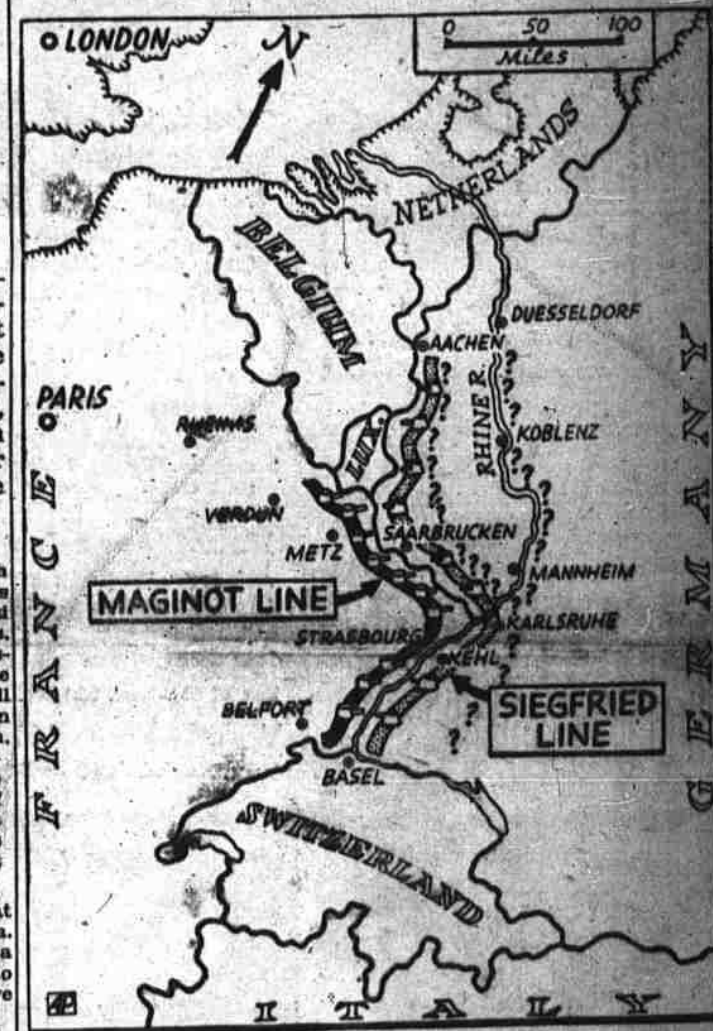 LONDON
N
0 50 100
Miles
NETHERLANDS
BELGIUM
DUESSELDORF
AACHEN
PARIS
RHEIMS
LUX.
RHINE R.
KOBLENZ
VERDUN
METZ
SAARBRUCKEN
MANNHEIM
MAGINOT LINE
KARLSRUHE
STRASBOURG
KEHL
SIEGFRIED
LINE
BELFORT
BASEL
SWITZERLAND
FRANCE
GERMANY
AP
ITALY